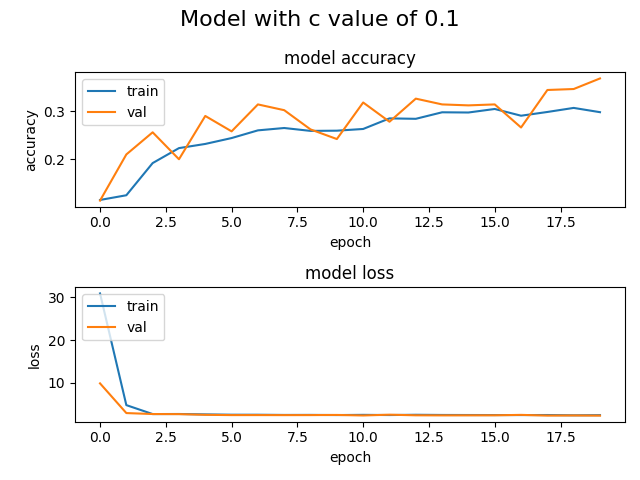 Model with c value of 0.1
model accuracy
train
val
0.3
0.2
accuracy
0.0 2.5 5.0 7.5 10.0 12.5 15.0 17.5
epoch
model loss
train
val
30
20
10
loss
0.0 2.5 5.0 7.5 10.0 12.5 15.0 17.5
epoch